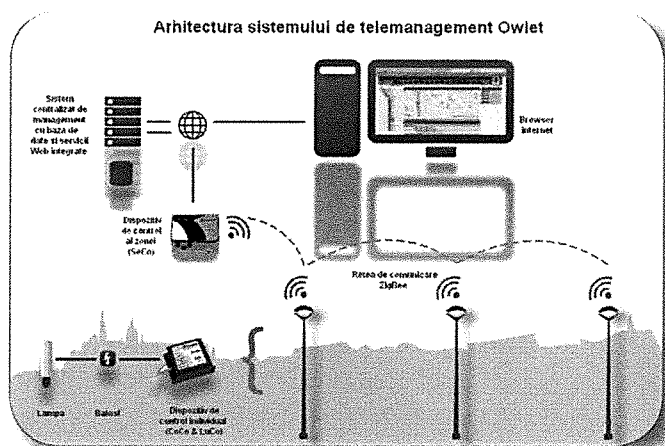 Arhitectura sistemului de telemanagement Owlet
Sistem
centralizat de
management
cu baza de
date si servicii
Web integrate
Browser
internet
Dispozitiv
de control
al zonei
(SeCo)
Retea de comunicare
ZigBee
Lampa
Balast
Dispozitiv de
control individual
(CoCo & LuCo)